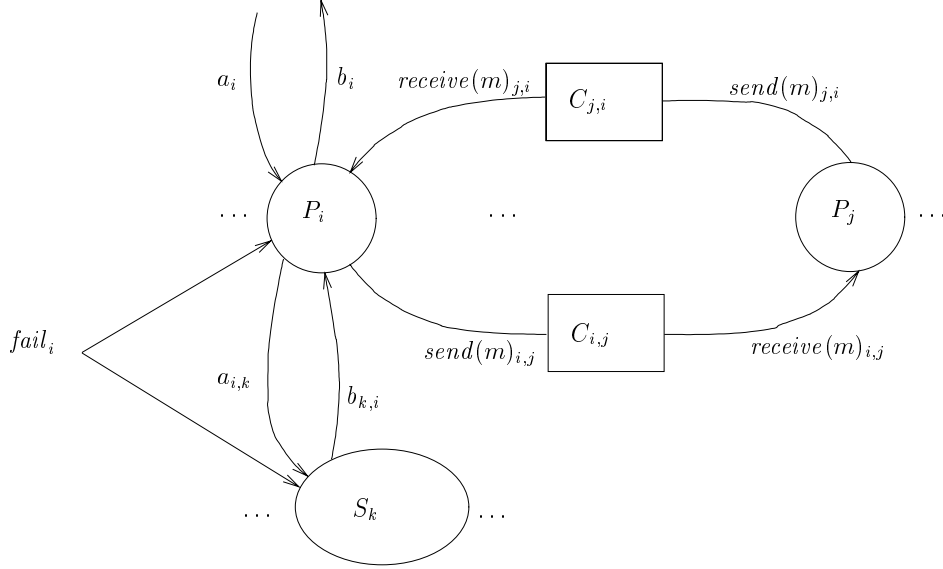 a_i
b_i
receive(m)_{j,i}
C_{j,i}
send(m)_{j,i}
...
P_i
...
P_j
...
fail_i
send(m)_{i,j}
C_{i,j}
receive(m)_{i,j}
a_{i,k}
b_{k,i}
...
S_k
...